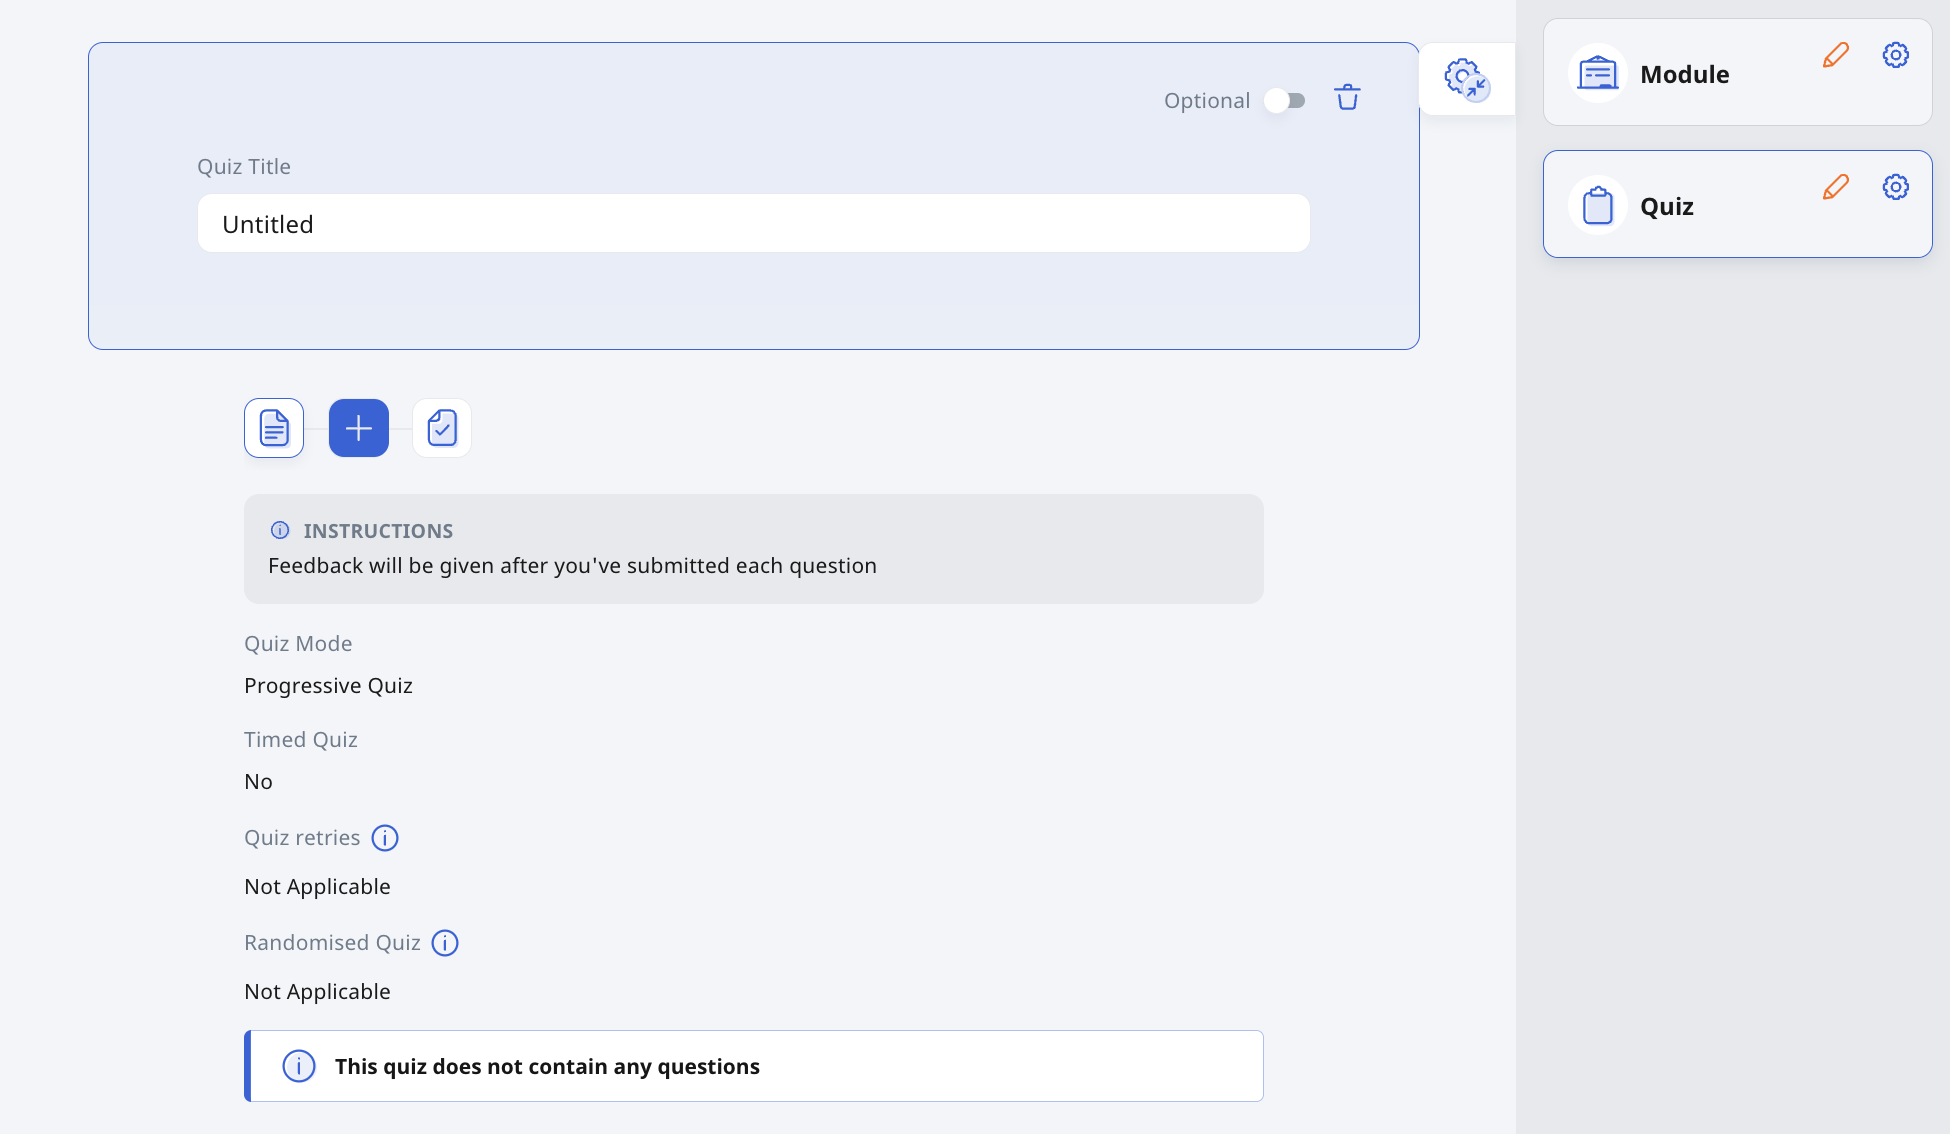 Optional
Quiz Title
Untitled
INSTRUCTIONS
Feedback will be given after you've submitted each question
Quiz Mode
Progressive Quiz
Timed Quiz
No
Quiz retries
Not Applicable
Randomised Quiz
Not Applicable
This quiz does not contain any questions
Module
Quiz